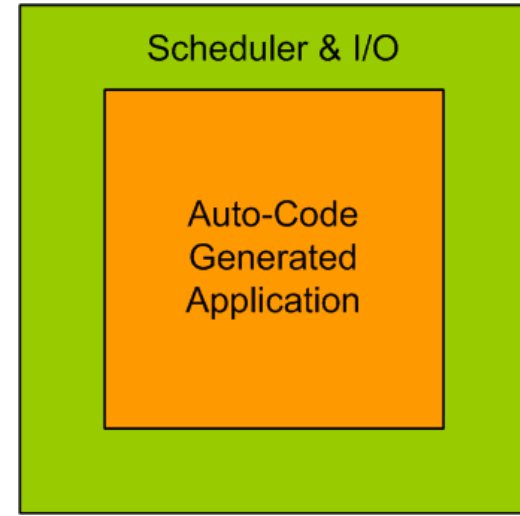 Scheduler & I/O
Auto-Code
Generated
Application